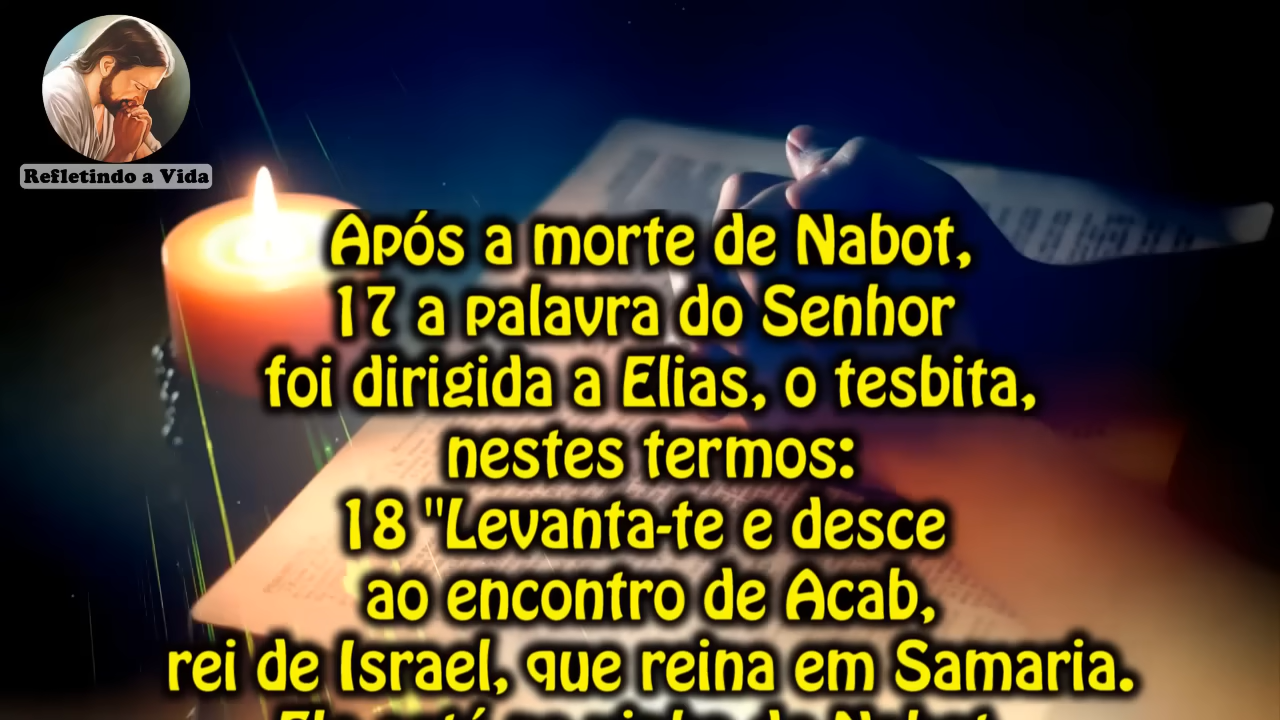 Refletindo a Vida
Após a morte de Nabot,
17 a palavra do Senhor
foi dirigida a Elias, o tesbita,
nestes termos:
18 "Levanta-te e desce
ao encontro de Acab,
rei de Israel, que reina em Samaria.